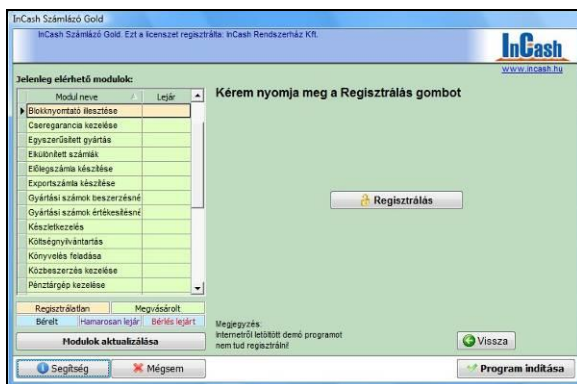 InCash Számlázó Gold
InCash Számlázó Gold. Ezt a licenszet regisztrálta: InCash Rendszerház Kft.
InCash
www.incash.hu
Jelenleg elérhető modulok:
Modul neve Lejár
Blokknyomtató illesztése
Cseregarancia kezelése
Egyszerűsített gyártás
Elkülönített számlák
Előlegszámla készítése
Exportszámla készítése
Gyártási számok beszerzésné
Gyártási számok értékesítésné
Készletkezelés
Költségnyilvántartás
Könyvelés feladása
Közbeszerzés kezelése
Pénztárgép kezelése
Regisztrálatlan Megvásárolt
Bérelt Hamarosan lejár Bérlés lejárt
Modulok aktualizálása
Kérem nyomja meg a Regisztrálás gombot
Regisztrálás
Megjegyzés:
Internetről letöltött demó programot
nem tud regisztrálni!
Vissza
Segítség Mégsem Program indítása